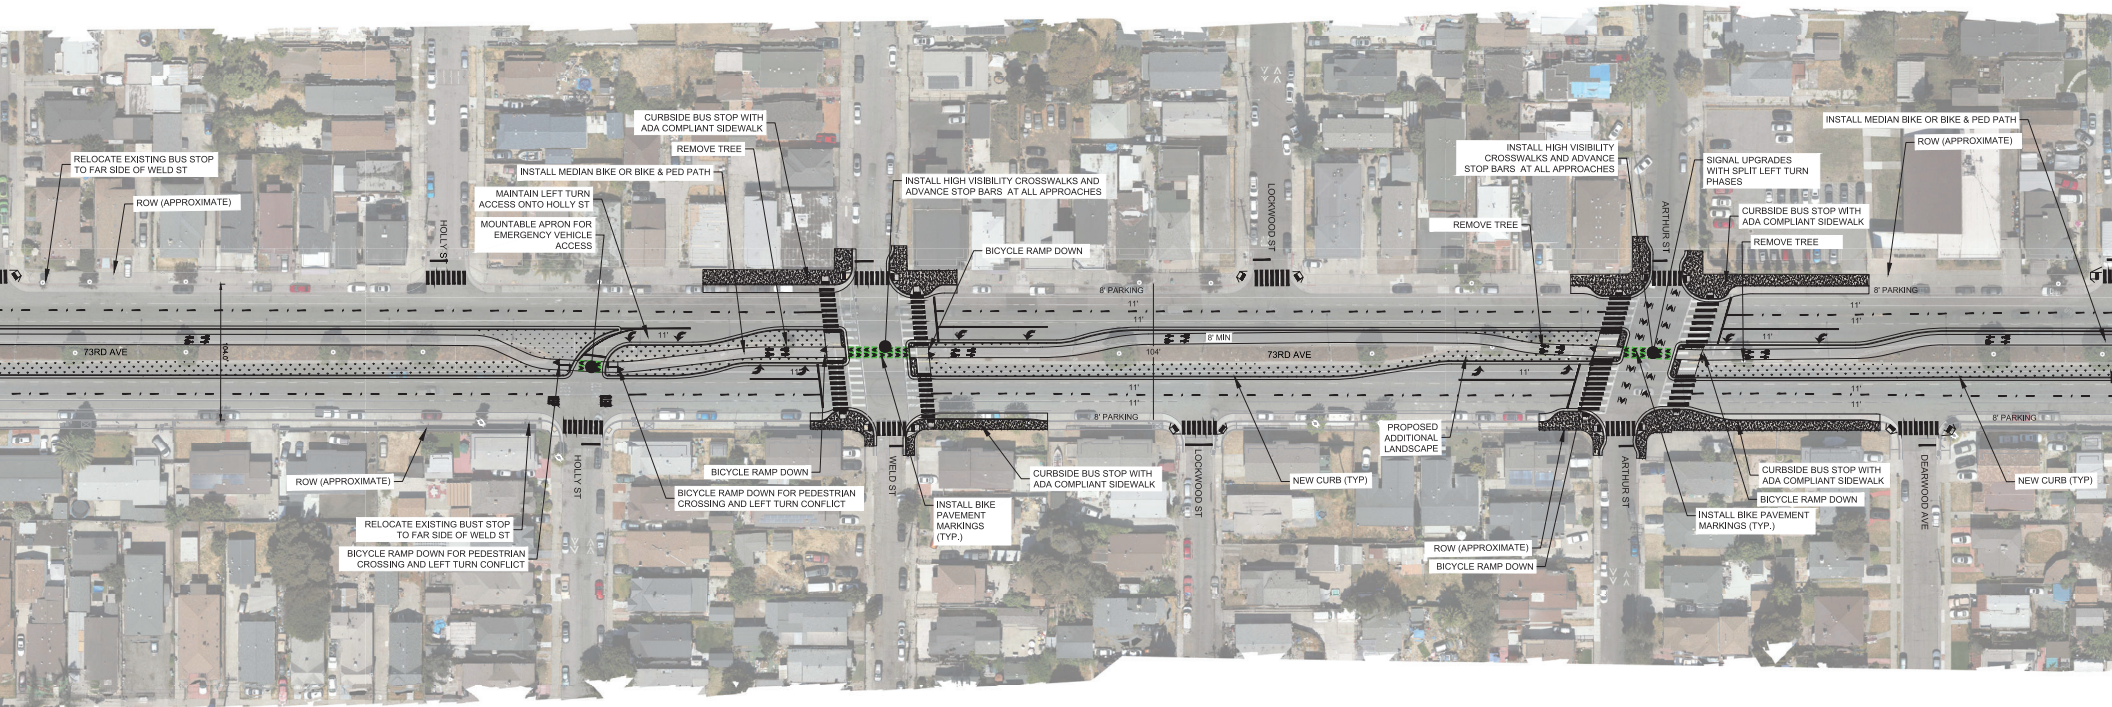 RELOCATE EXISTING BUS STOP
TO FAR SIDE OF WELD ST
ROW (APPROXIMATE)
HOLLY ST
CURBSIDE BUS STOP WITH
ADA COMPLIANT SIDEWALK
REMOVE TREE
INSTALL MEDIAN BIKE OR BIKE & PED PATH
MAINTAIN LEFT TURN
ACCESS ONTO HOLLY ST
MOUNTABLE APRON FOR
EMERGENCY VEHICLE
ACCESS
INSTALL HIGH VISIBILITY CROSSWALKS AND
ADVANCE STOP BARS AT ALL APPROACHES
BICYCLE RAMP DOWN
LOCKWOOD ST
INSTALL HIGH VISIBILITY
CROSSWALKS AND ADVANCE
STOP BARS AT ALL APPROACHES
REMOVE TREE
ARTHUR ST
SIGNAL UPGRADES
WITH SPLIT LEFT TURN
PHASES
CURBSIDE BUS STOP WITH
ADA COMPLIANT SIDEWALK
REMOVE TREE
INSTALL MEDIAN BIKE OR BIKE & PED PATH
ROW (APPROXIMATE)
8' PARKING
11'
11'
8' PARKING
11'
11'
11'
8' MIN
11'
73RD AVE
104.0'
104'
73RD AVE
11'
11'
11'
11'
11'
11'
8' PARKING
8' PARKING
ROW (APPROXIMATE)
HOLLY ST
RELOCATE EXISTING BUST STOP
TO FAR SIDE OF WELD ST
BICYCLE RAMP DOWN FOR PEDESTRIAN
CROSSING AND LEFT TURN CONFLICT
BICYCLE RAMP DOWN
BICYCLE RAMP DOWN FOR PEDESTRIAN
CROSSING AND LEFT TURN CONFLICT
WELD ST
INSTALL BIKE
PAVEMENT
MARKINGS
(TYP.)
CURBSIDE BUS STOP WITH
ADA COMPLIANT SIDEWALK
LOCKWOOD ST
NEW CURB (TYP)
PROPOSED
ADDITIONAL
LANDSCAPE
ROW (APPROXIMATE)
BICYCLE RAMP DOWN
ARTHUR ST
CURBSIDE BUS STOP WITH
ADA COMPLIANT SIDEWALK
BICYCLE RAMP DOWN
INSTALL BIKE PAVEMENT
MARKINGS (TYP.)
DEARWOOD AVE
NEW CURB (TYP)